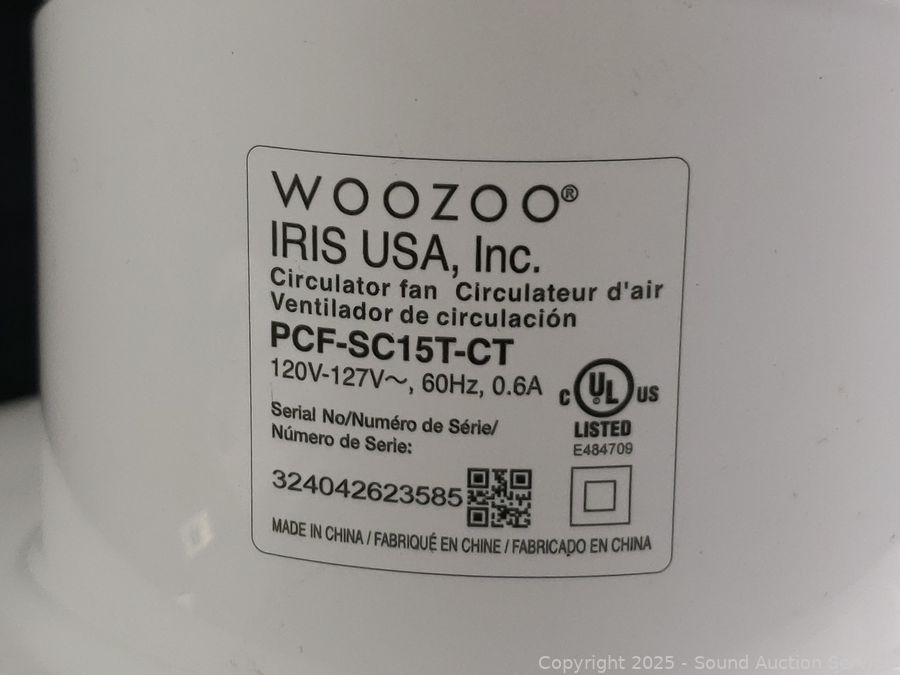 WOOZOO®
IRIS USA, Inc.
Circulator fan Circulateur d'air
Ventilador de circulación
PCF-SC15T-CT
120V-127V~, 60Hz, 0.6A
C UL US
LISTED
E484709
Serial No/Numéro de Série/
Número de Serie:
324042623585
MADE IN CHINA / FABRIQUÉ EN CHINE / FABRICADO EN CHINA
Copyright 2025 - Sound Auction Service